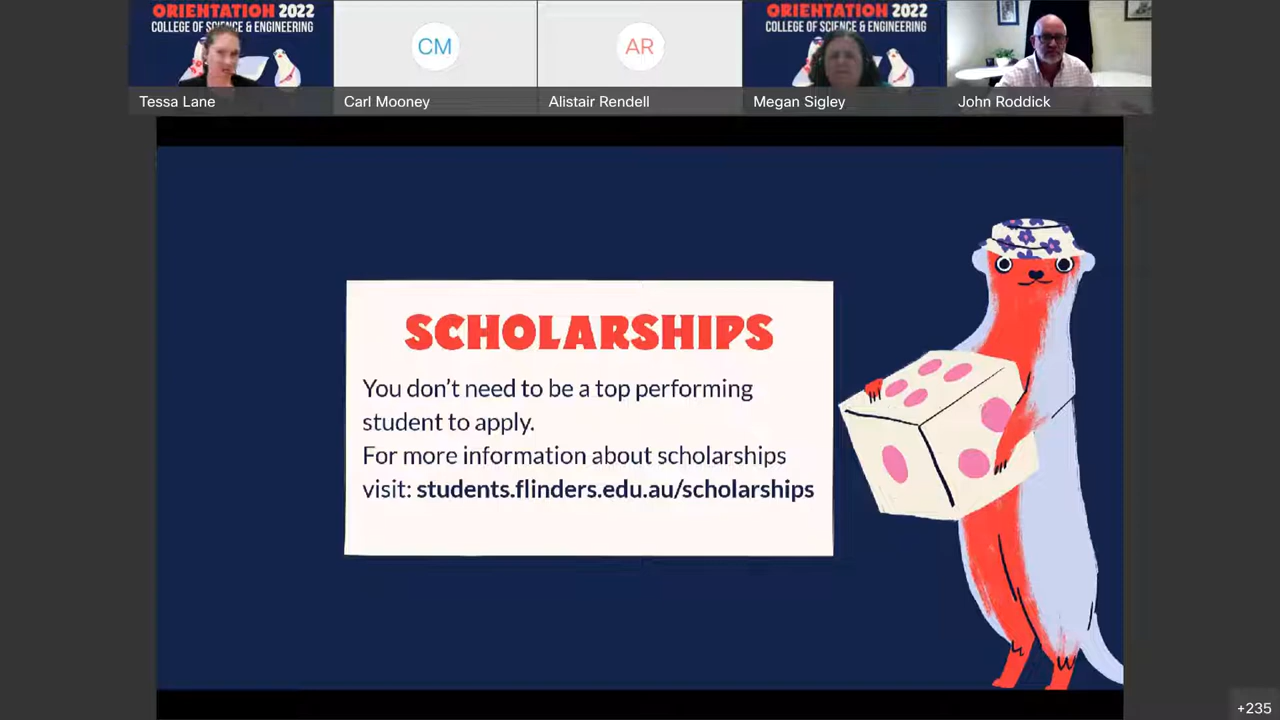 ORIENTATION 2022
COLLEGE OF SCIENCE & ENGINEERING
CM
AR
ORIENTATION 2022
COLLEGE OF SCIENCE & ENGINEERING
Tessa Lane
Carl Mooney
Alistair Rendell
Megan Sigley
John Roddick
SCHOLARSHIPS
You don't need to be a top performing
student to apply.
For more information about scholarships
visit: students.flinders.edu.au/scholarships
+235